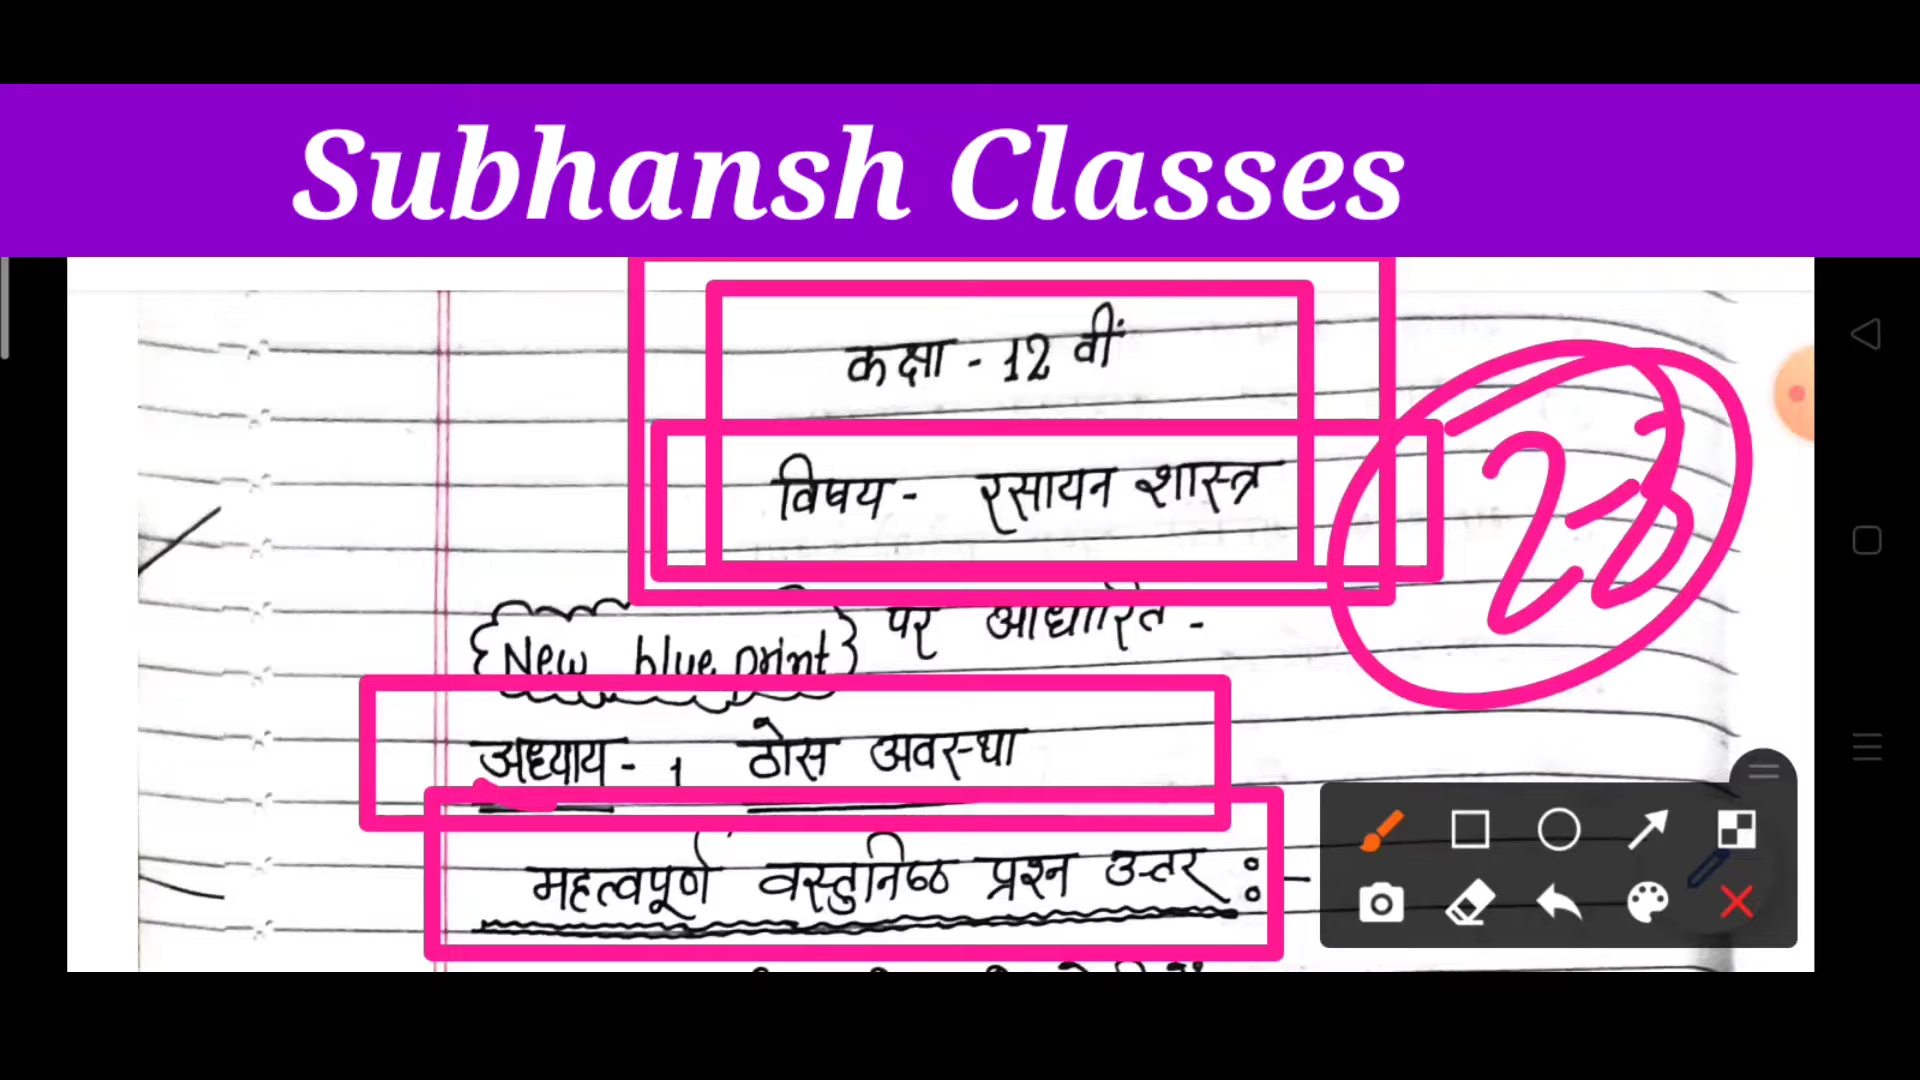 Subhansh Classes
कक्षा - 12 वीं
विषय - रसायन शास्त्र
{New blue print} पर आधारित -
23
अध्याय - 1 ठोस अवस्था
महत्वपूर्ण वस्तुनिष्ठ प्रश्न उत्तर :-